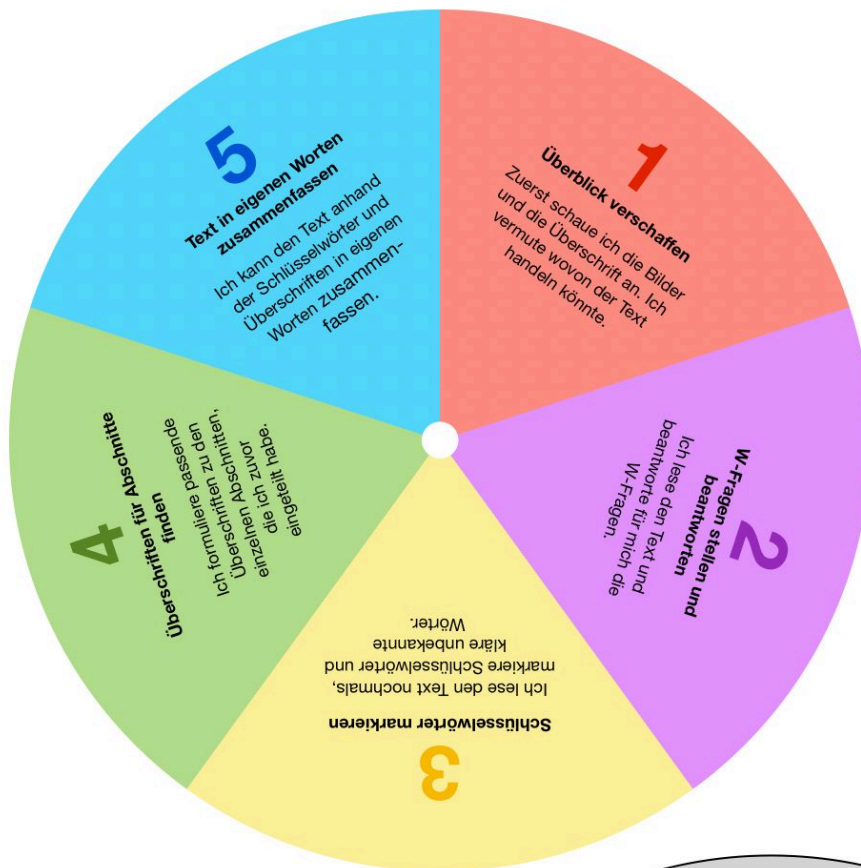 1
Überblick verschaffen
Zuerst schaue ich die Bilder
und die Überschrift an. Ich
vermute wovon der Text
handeln könnte.
2
W-Fragen stellen und
beantworten
Ich lese den Text und
beantworte für mich die
W-Fragen.
3
Schlüsselwörter markieren
Ich lese den Text nochmals,
markiere Schlüsselwörter und
kläre unbekannte
Wörter.
4
Überschriften für Abschnitte
finden
Ich formuliere passende
Überschriften zu den
einzelnen Abschnitten,
die ich zuvor
eingeteilt habe.
5
Text in eigenen Worten
zusammenfassen
Ich kann den Text anhand
der Schlüsselwörter und
Überschriften in eigenen
Worten zusammen-
fassen.